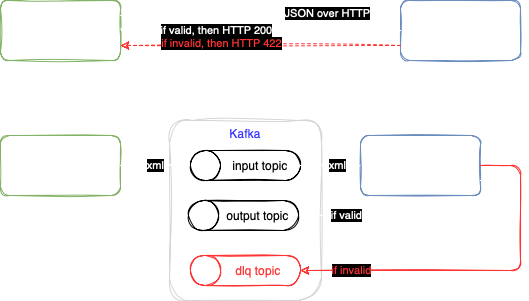 JSON over HTTP
if valid, then HTTP 200
if invalid, then HTTP 422
Kafka
xml
input topic
xml
output topic
if valid
dlq topic
if invalid